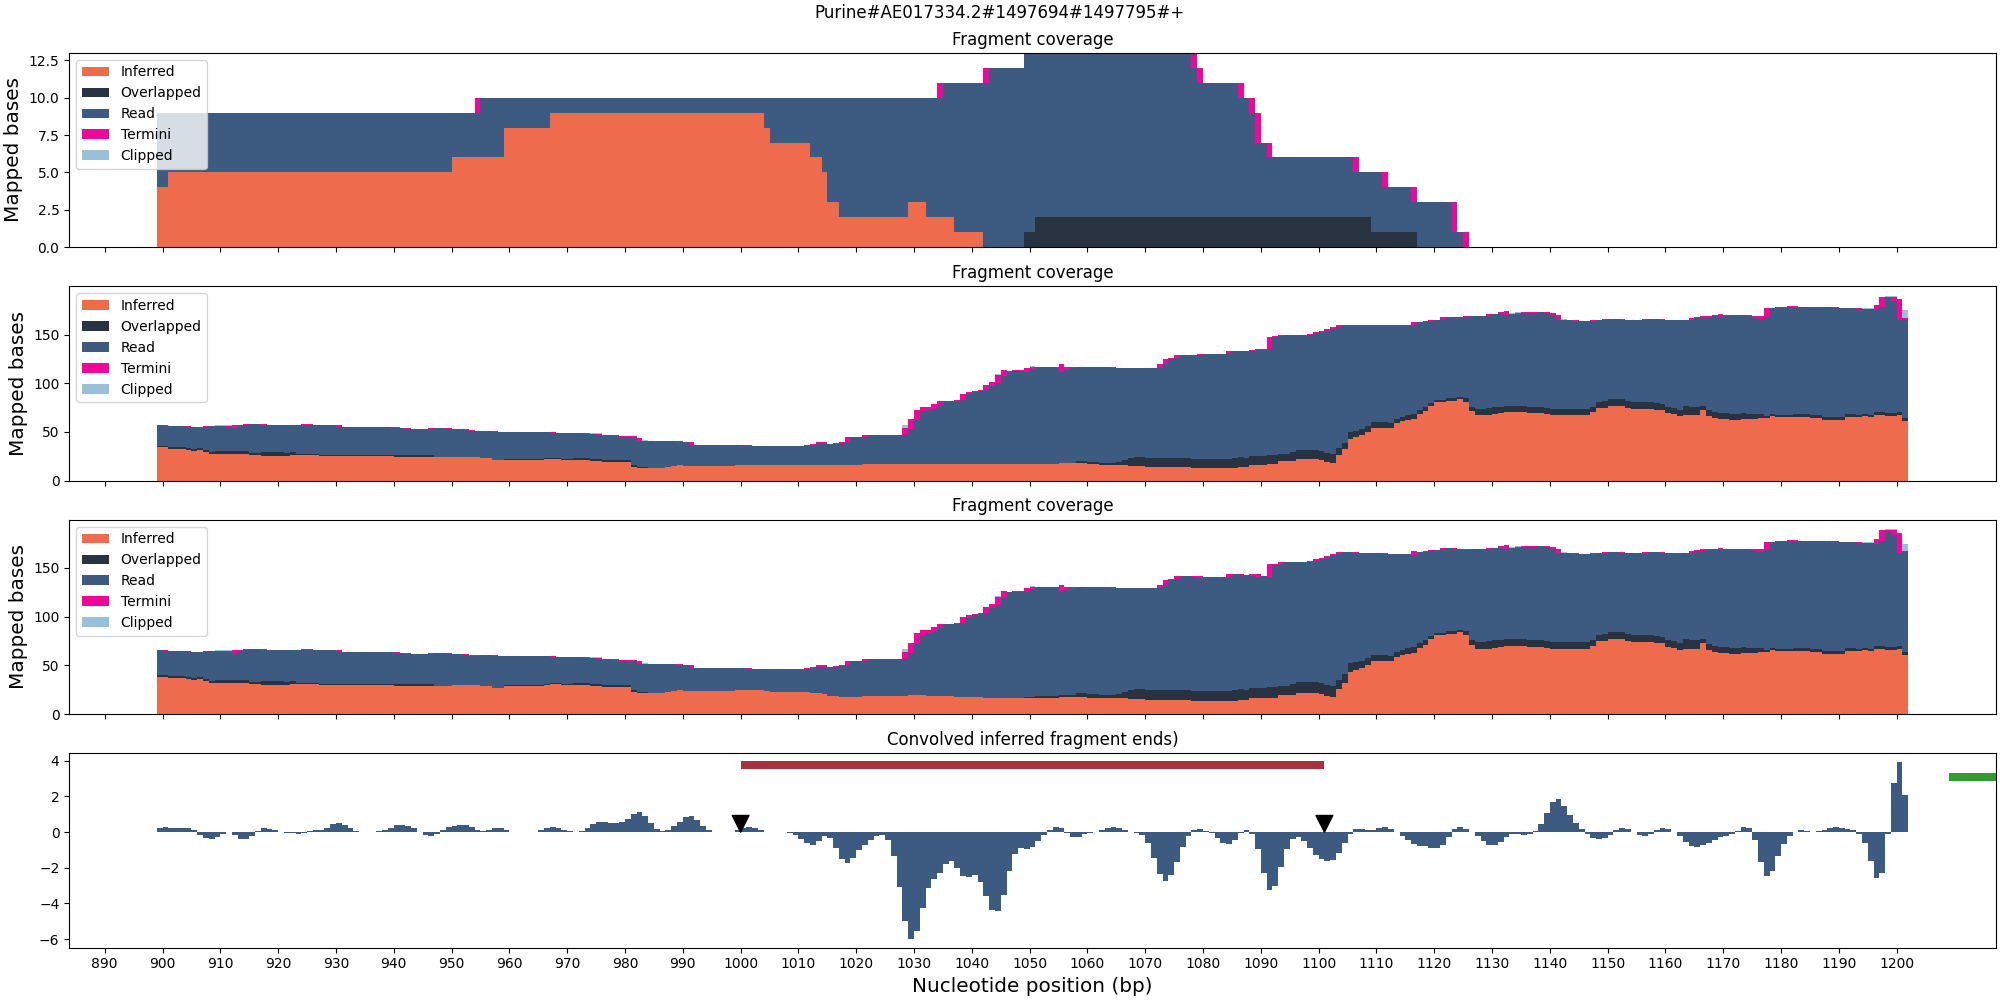 Purine#AE017334.2#1497694#1497795#+
Fragment coverage
Mapped bases
12.5
10.0
7.5
5.0
2.5
0.0
Inferred
Overlapped
Read
Termini
Clipped
Fragment coverage
Mapped bases
150
100
50
0
Inferred
Overlapped
Read
Termini
Clipped
Fragment coverage
Mapped bases
150
100
50
0
Inferred
Overlapped
Read
Termini
Clipped
Convolved inferred fragment ends)
4
2
0
−2
−4
−6
890 900 910 920 930 940 950 960 970 980 990 1000 1010 1020 1030 1040 1050 1060 1070 1080 1090 1100 1110 1120 1130 1140 1150 1160 1170 1180 1190 1200
Nucleotide position (bp)